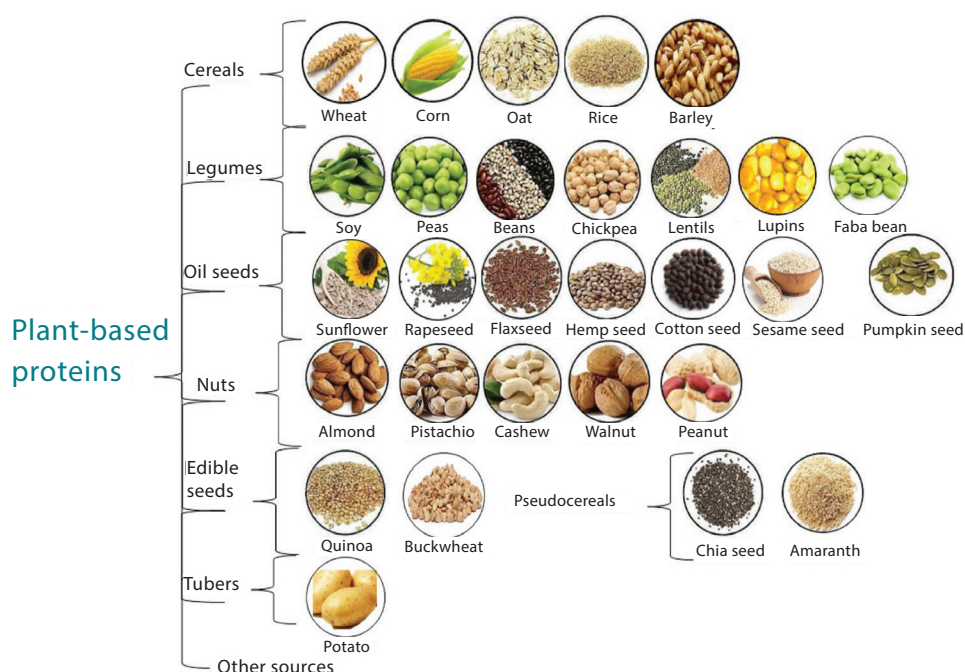 Cereals
Wheat Corn Oat Rice Barley
Legumes
Soy Peas Beans Chickpea Lentils Lupins Faba bean
Oil seeds
Sunflower Rapeseed Flaxseed Hemp seed Cotton seed Sesame seed Pumpkin seed
Plant-based
proteins
Nuts
Almond Pistachio Cashew Walnut Peanut
Edible
seeds
Pseudocereals
Quinoa Buckwheat Chia seed Amaranth
Tubers
Potato
Other sources